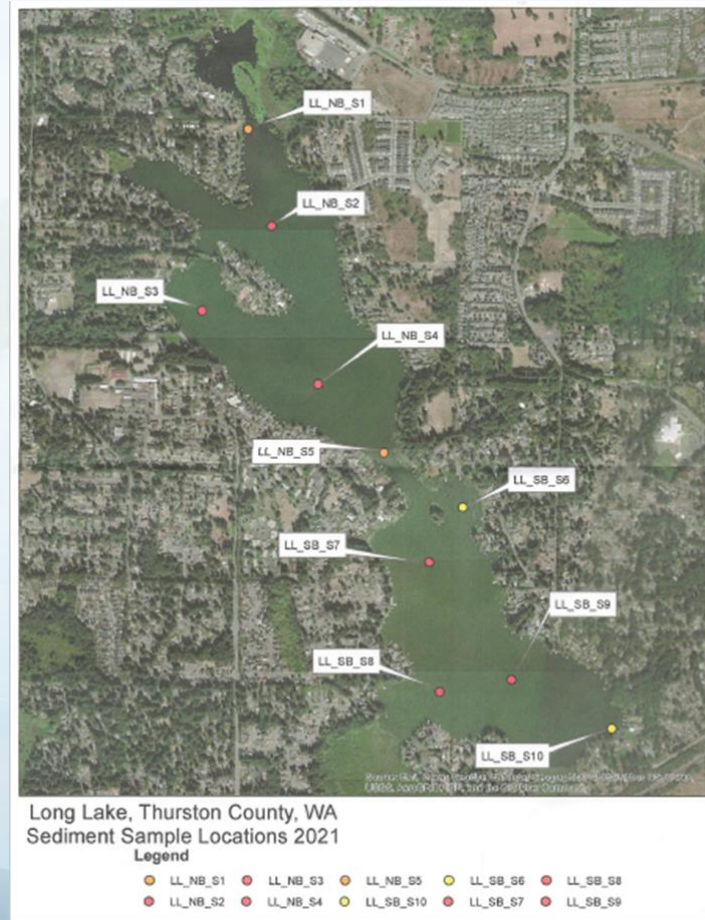 LL_NB_S1
LL_NB_S2
LL_NB_S3
LL_NB_S4
LL_NB_S5
LL_SB_S6
LL_SB_S7
LL_SB_S9
LL_SB_S8
LL_SB_S10
Long Lake, Thurston County, WA
Sediment Sample Locations 2021
Legend
LL_NB_S1 LL_NB_S3 LL_NB_S5 LL_SB_S6 LL_SB_S8
LL_NB_S2 LL_NB_S4 LL_SB_S10 LL_SB_S7 LL_SB_S9